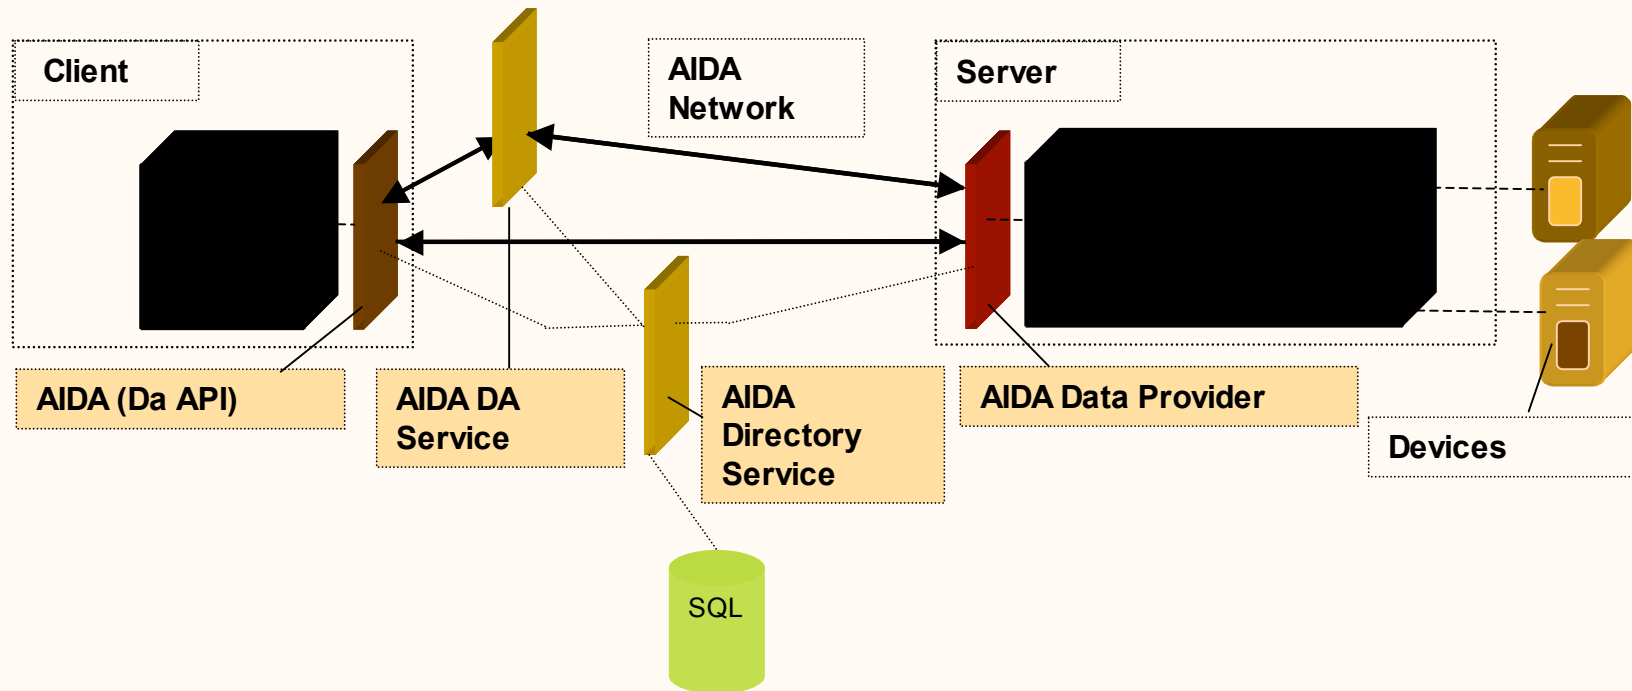 Client
AIDA
Network
Server
AIDA (Da API)
AIDA DA
Service
AIDA
Directory
Service
AIDA Data Provider
Devices
SQL